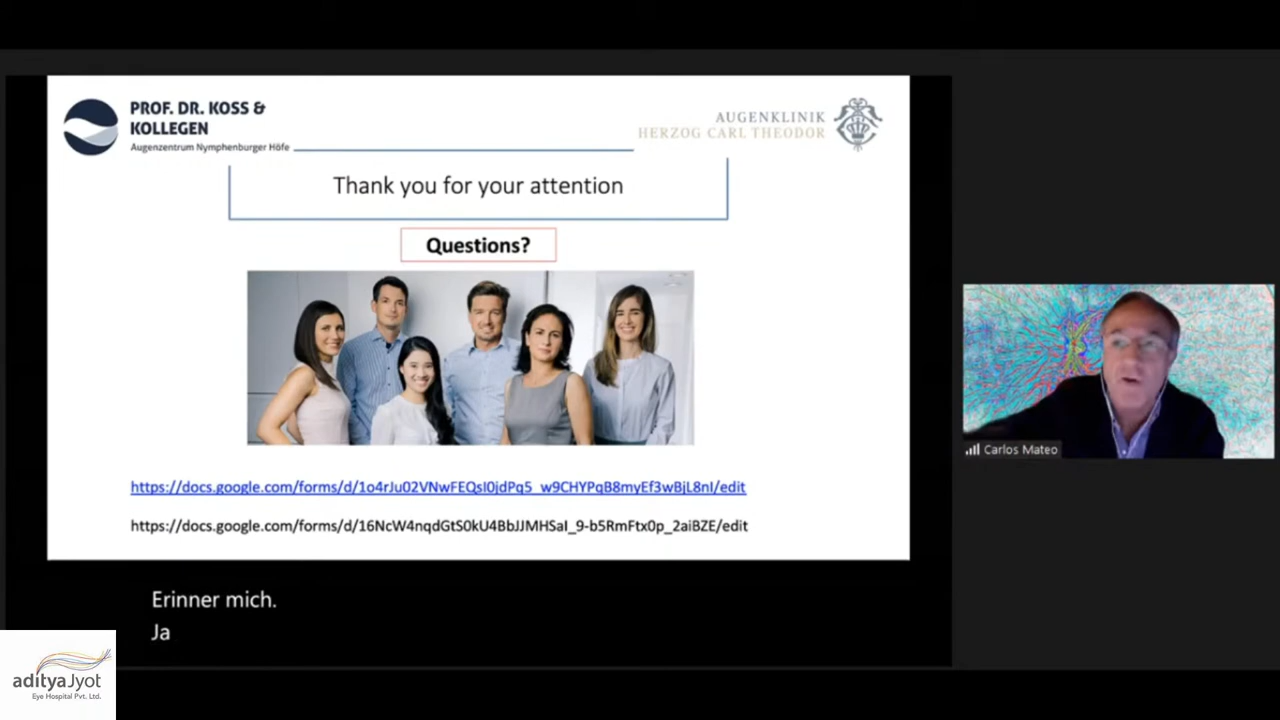 PROF. DR. KOSS &
KOLLEGEN
Augenzentrum Nymphenburger Höfe
AUGENKLINIK
HERZOG CARL THEODOR
Thank you for your attention
Questions?
https://docs.google.com/forms/d/1o4rJu02VNwFEQsI0jdPq5_w9CHYPqB8myEf3wBjL8nI/edit
https://docs.google.com/forms/d/16NcW4nqdGtS0kU4BbJJMHSaI_9-b5RmFtx0p_2aiBZE/edit
Carlos Mateo
Erinner mich.
Ja
adityaJyot
Eye Hospital Pvt. Ltd.